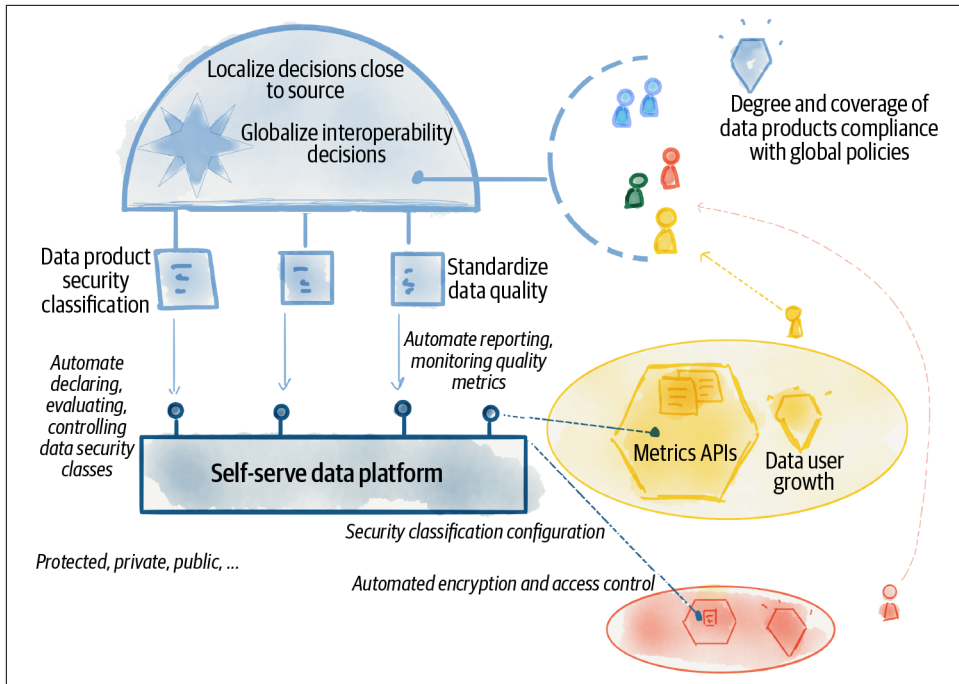 Localize decisions close
to source
Globalize interoperability
decisions
Degree and coverage of
data products compliance
with global policies
Data product
security
classification
Standardize
data quality
Automate
declaring,
evaluating,
controlling
data security
classes
Automate reporting,
monitoring quality
metrics
Metrics APIs
Data user
growth
Self-serve data platform
Security classification configuration
Protected, private, public, ...
Automated encryption and access control